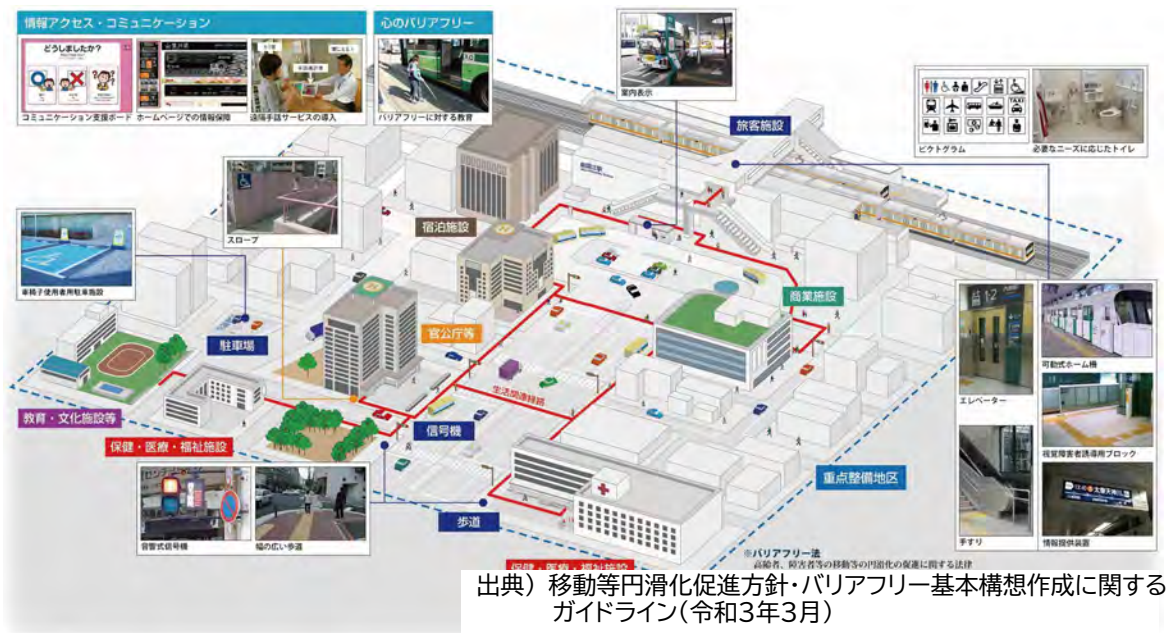 情報アクセス・コミュニケーション
心のバリアフリー
どうしましたか?
コミュニケーション支援ボード
ホームページでの情報保障
遠隔手話サービスの導入
バリアフリーに対する教育
案内表示
旅客施設
ピクトグラム
必要なニーズに応じたトイレ
TAXI
スロープ
宿泊施設
車椅子使用者用駐車施設
商業施設
駐車場
官公庁等
エレベーター
可動式ホーム柵
生活関連経路
教育・文化施設等
保健・医療・福祉施設
信号機
視覚障害者誘導用ブロック
重点整備地区
歩道
音響式信号機
幅の広い歩道
手すり
情報提供装置
保健・医療・福祉施設
※バリアフリー法
高齢者、障害者等の移動等の円滑化の促進に関する法律
出典) 移動等円滑化促進方針・バリアフリー基本構想作成に関する
ガイドライン(令和3年3月)